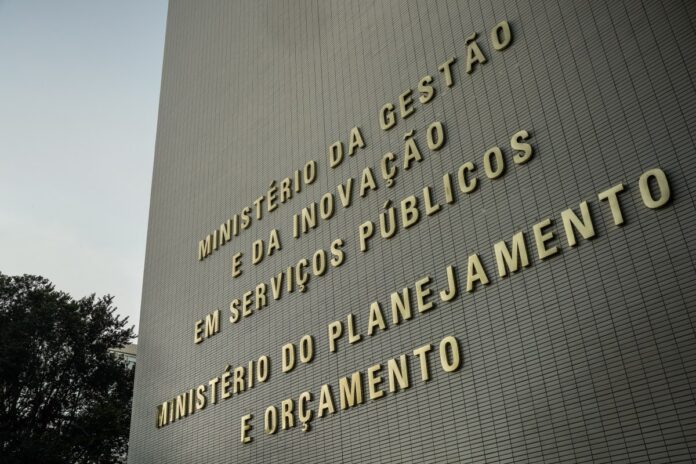 MINISTÉRIO DA GESTÃO
E DA INOVAÇÃO
EM SERVIÇOS PÚBLICOS
MINISTÉRIO DO PLANEJAMENTO
E ORÇAMENTO